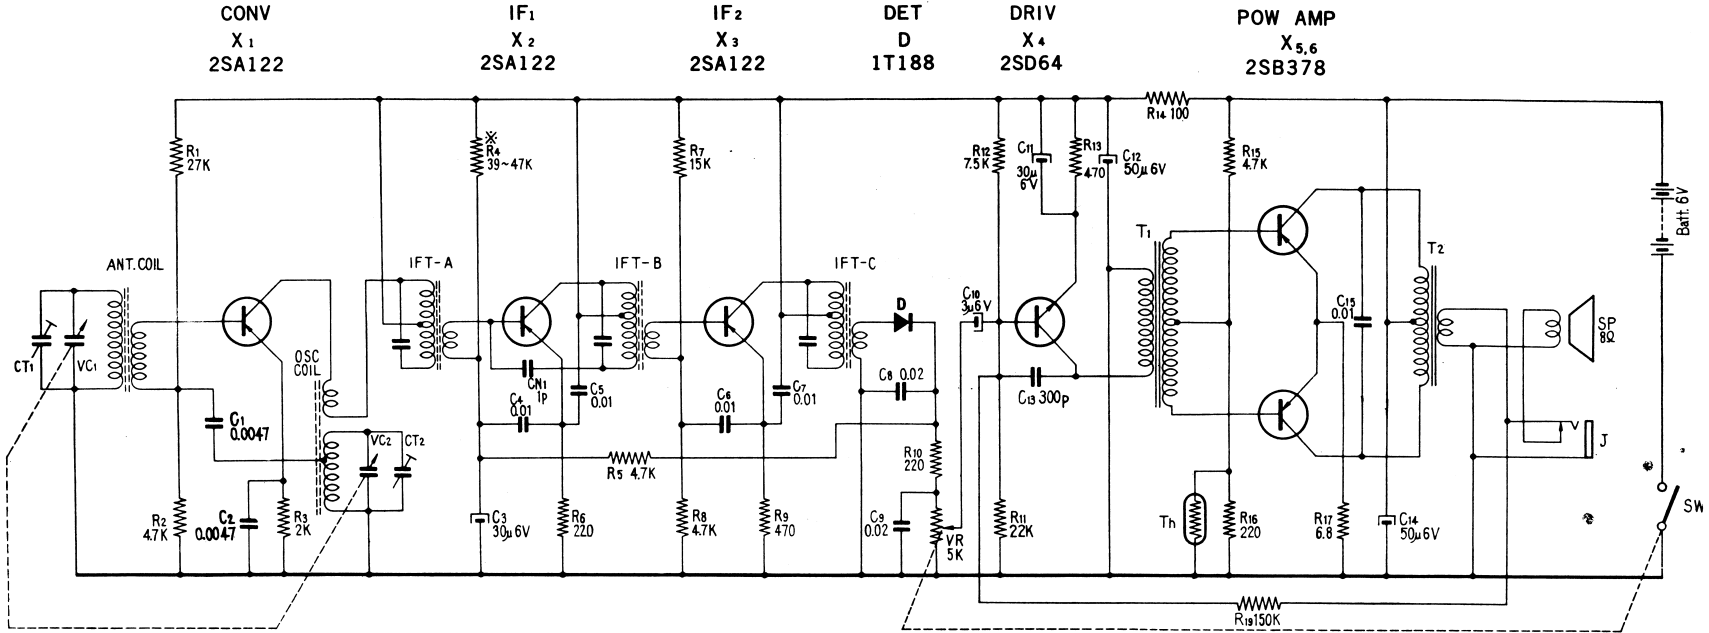 CONV
X1
2SA122
IF1
X2
2SA122
IF2
X3
2SA122
DET
D
1T188
DRIV
X4
2SD64
POW AMP
X5,6
2SB378
R1
27K
※
R4
39~47K
R7
15K
R12
7.5K
C11
30μ
6V
R13
470
C12
50μ6V
R14 100
R15
4.7K
Batt. 6V
ANT.COIL
IFT-A
IFT-B
IFT-C
T1
T2
D
C10
3μ6V
CT1
VC1
OSC
COIL
C1
0.0047
VC2
CT2
CN1
1p
C4
0.01
C5
0.01
C6
0.01
C7
0.01
C8 0.02
C13 300p
C15
0.01
SP
8Ω
J
R5 4.7K
R10
220
R2
4.7K
C2
0.0047
R3
2K
C3
30μ6V
R6
220
R8
4.7K
R9
470
C9
0.02
VR
5K
R11
22K
Th
R16
220
R17
6.8
C14
50μ6V
SW
R19 150K